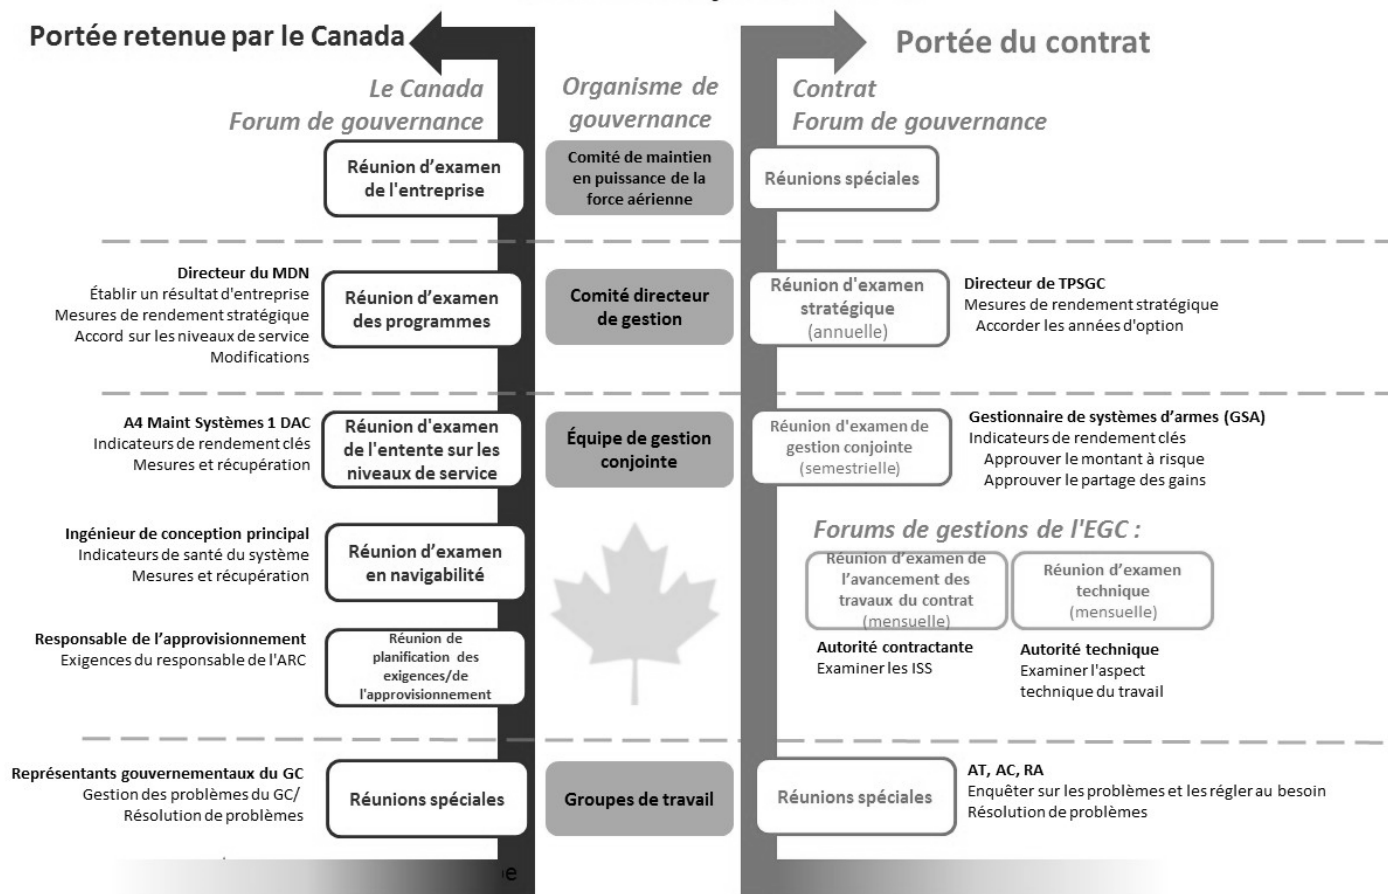 Portée retenue par le Canada
Portée du contrat
Le Canada
Forum de gouvernance
Organisme de
gouvernance
Contrat
Forum de gouvernance
Réunion d’examen
de l'entreprise
Comité de maintien
en puissance de la
force aérienne
Réunions spéciales
Directeur du MDN
Établir un résultat d'entreprise
Mesures de rendement stratégique
Accord sur les niveaux de service
Modifications
Réunion d’examen
des programmes
Comité directeur
de gestion
Réunion d'examen
stratégique
(annuelle)
Directeur de TPSGC
Mesures de rendement stratégique
Accorder les années d'option
A4 Maint Systèmes 1 DAC
Indicateurs de rendement clés
Mesures et récupération
Réunion d'examen
de l'entente sur les
niveaux de service
Équipe de gestion
conjointe
Réunion d'examen de
gestion conjointe
(semestrielle)
Gestionnaire de systèmes d’armes (GSA)
Indicateurs de rendement clés
Approuver le montant à risque
Approuver le partage des gains
Ingénieur de conception principal
Indicateurs de santé du système
Mesures et récupération
Réunion d’examen
en navigabilité
Forums de gestions de l'EGC :
Réunion d’examen de
l’avancement des
travaux du contrat
(mensuelle)
Réunion d’examen
technique
(mensuelle)
Responsable de l’approvisionnement
Exigences du responsable de l'ARC
Réunion de
planification des
exigences/de
l'approvisionnement
Autorité contractante
Examiner les ISS
Autorité technique
Examiner l'aspect
technique du travail
Représentants gouvernementaux du GC
Gestion des problèmes du GC/
Résolution de problèmes
Réunions spéciales
Groupes de travail
Réunions spéciales
AT, AC, RA
Enquêter sur les problèmes et les régler au besoin
Résolution de problèmes